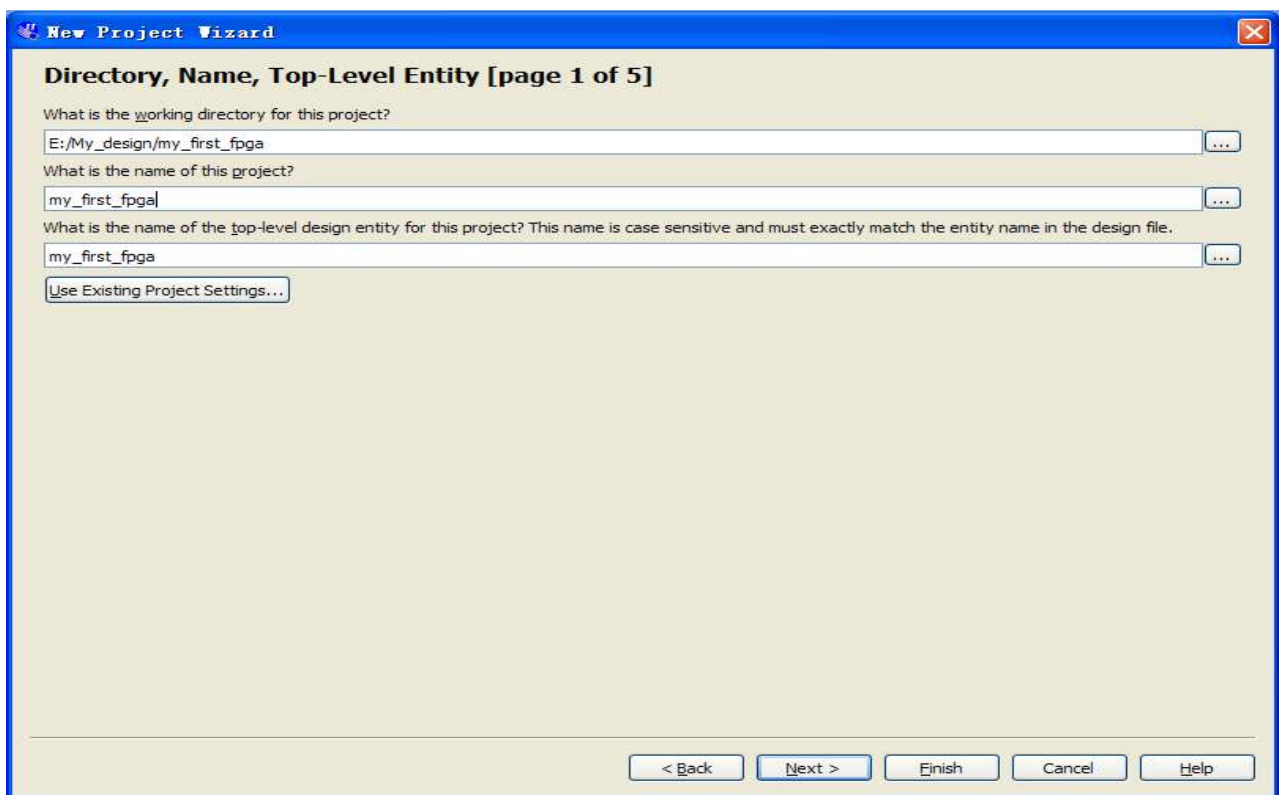 New Project Wizard
Directory, Name, Top-Level Entity [page 1 of 5]
What is the working directory for this project?
E:/My_design/my_first_fpga
...
What is the name of this project?
my_first_fpga
...
What is the name of the top-level design entity for this project? This name is case sensitive and must exactly match the entity name in the design file.
my_first_fpga
...
Use Existing Project Settings...
< Back Next > Finish Cancel Help